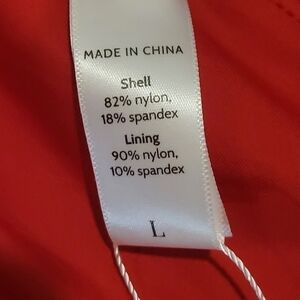 MADE IN CHINA
Shell
82% nylon,
18% spandex
Lining
90% nylon,
10% spandex
L